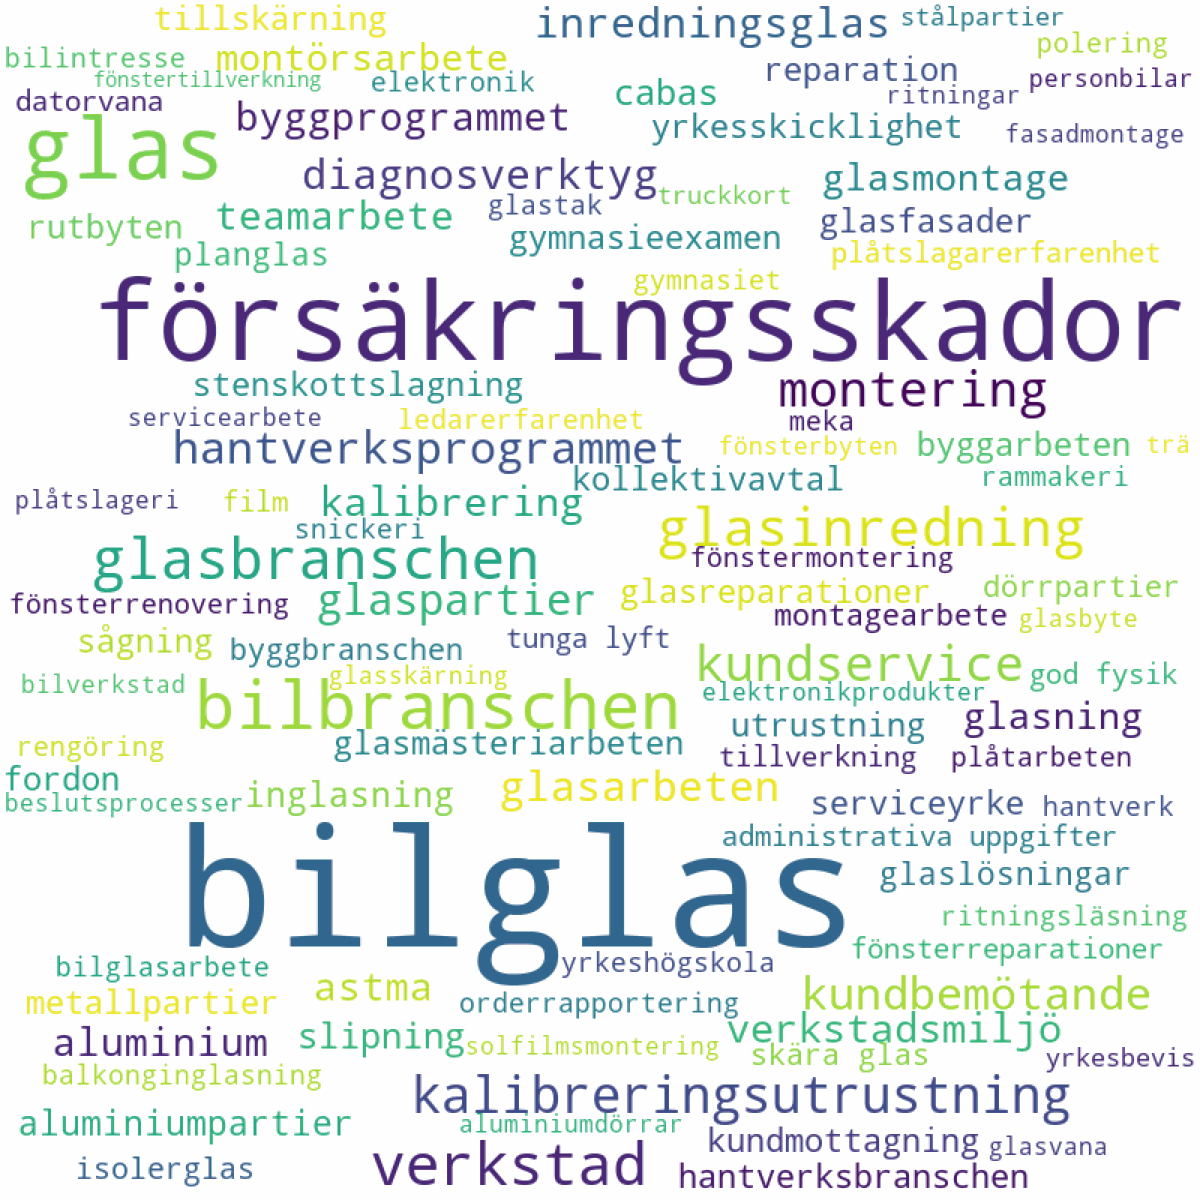 tillskärning
inredningsglas
stålpartier
bilintresse
montörsarbete
polering
fönstertillverkning
elektronik
reparation
personbilar
datorvana
cabas
ritningar
byggprogrammet
yrkesskicklighet
fasadmontage
glas
diagnosverktyg
truckkort
glasmontage
rutbyten
teamarbete
glastak
glasfasader
planglas
gymnasieexamen
plåtslagarerfarenhet
gymnasiet
försäkringsskador
stenskottslagning
montering
servicearbete
ledarerfarenhet
meka
hantverksprogrammet
fönsterbyten
byggarbeten
trä
kollektivavtal
rammakeri
plåtslageri
film
kalibrering
snickeri
glasinredning
glasbranschen
fönstermontering
fönsterrenovering
glaspartier
glasreparationer
dörrpartier
montagearbete
glasbyte
sågning
byggbranschen
tunga lyft
kundservice
god fysik
bilverkstad
glasskärning
bilbranschen
elektronikprodukter
utrustning
glasning
rengöring
glasmästeriarbeten
tillverkning
plåtarbeten
fordon
beslutsprocesser
inglasning
glasarbeten
serviceyrke
hantverk
bilglas
administrativa uppgifter
glaslösningar
ritningsläsning
fönsterreparationer
bilglasarbete
yrkeshögskola
metallpartier
astma
orderrapportering
kundbemötande
aluminium
slipning
solfilmsmontering
verkstadsmiljö
skära glas
yrkesbevis
balkonginglasning
kalibreringsutrustning
aluminiumpartier
aluminiumdörrar
kundmottagning
glasvana
isolerglas
verkstad
hantverksbranschen